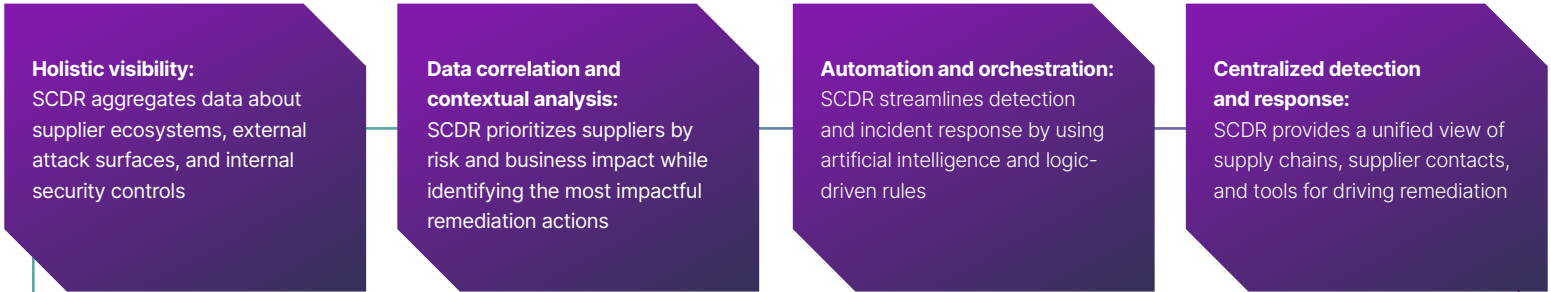 Holistic visibility:
SCDR aggregates data about
supplier ecosystems, external
attack surfaces, and internal
security controls
Data correlation and
contextual analysis:
SCDR prioritizes suppliers by
risk and business impact while
identifying the most impactful
remediation actions
Automation and orchestration:
SCDR streamlines detection
and incident response by using
artificial intelligence and logic-
driven rules
Centralized detection
and response:
SCDR provides a unified view of
supply chains, supplier contacts,
and tools for driving remediation